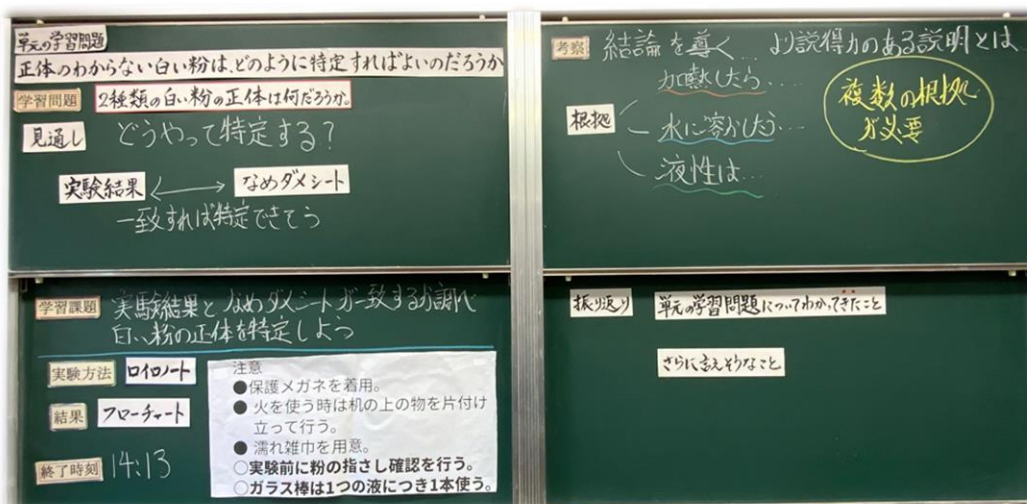 単元の学習問題
正体のわからない白い粉は、どのように特定すればよいのだろうか
学習問題 2種類の白い粉の正体は何だろうか。
見通し どうやって特定する?
実験結果 ←→ なめダメシート
一致すれば特定できそう
学習課題 実験結果となめダメシートが一致するか調べ
白い粉の正体を特定しよう
実験方法 ロイロノート
結果 フローチャート
終了時刻 14:13
注意
●保護メガネを着用。
●火を使う時は机の上の物を片付け
立って行う。
●濡れ雑巾を用意。
○実験前に粉の指さし確認を行う。
○ガラス棒は1つの液につき1本使う。
考察 結論を導く… より説得力のある説明とは
根拠
加熱したら…
水に溶かしたら…
液性は…
複数の根拠
が必要
振り返り 単元の学習問題についてわかってきたこと
さらに言えそうなこと